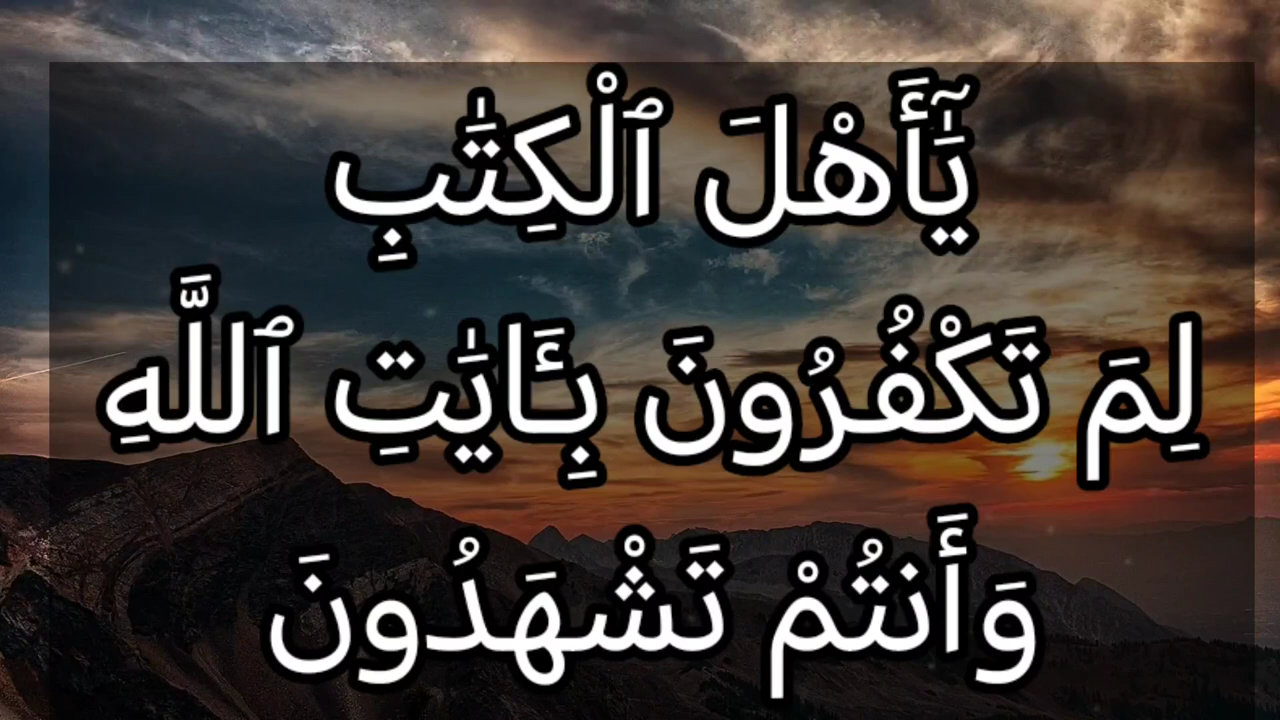 يَٰٓأَهْلَ ٱلْكِتَٰبِ
لِمَ تَكْفُرُونَ بِـَٔايَٰتِ ٱللَّهِ
وَأَنتُمْ تَشْهَدُونَ